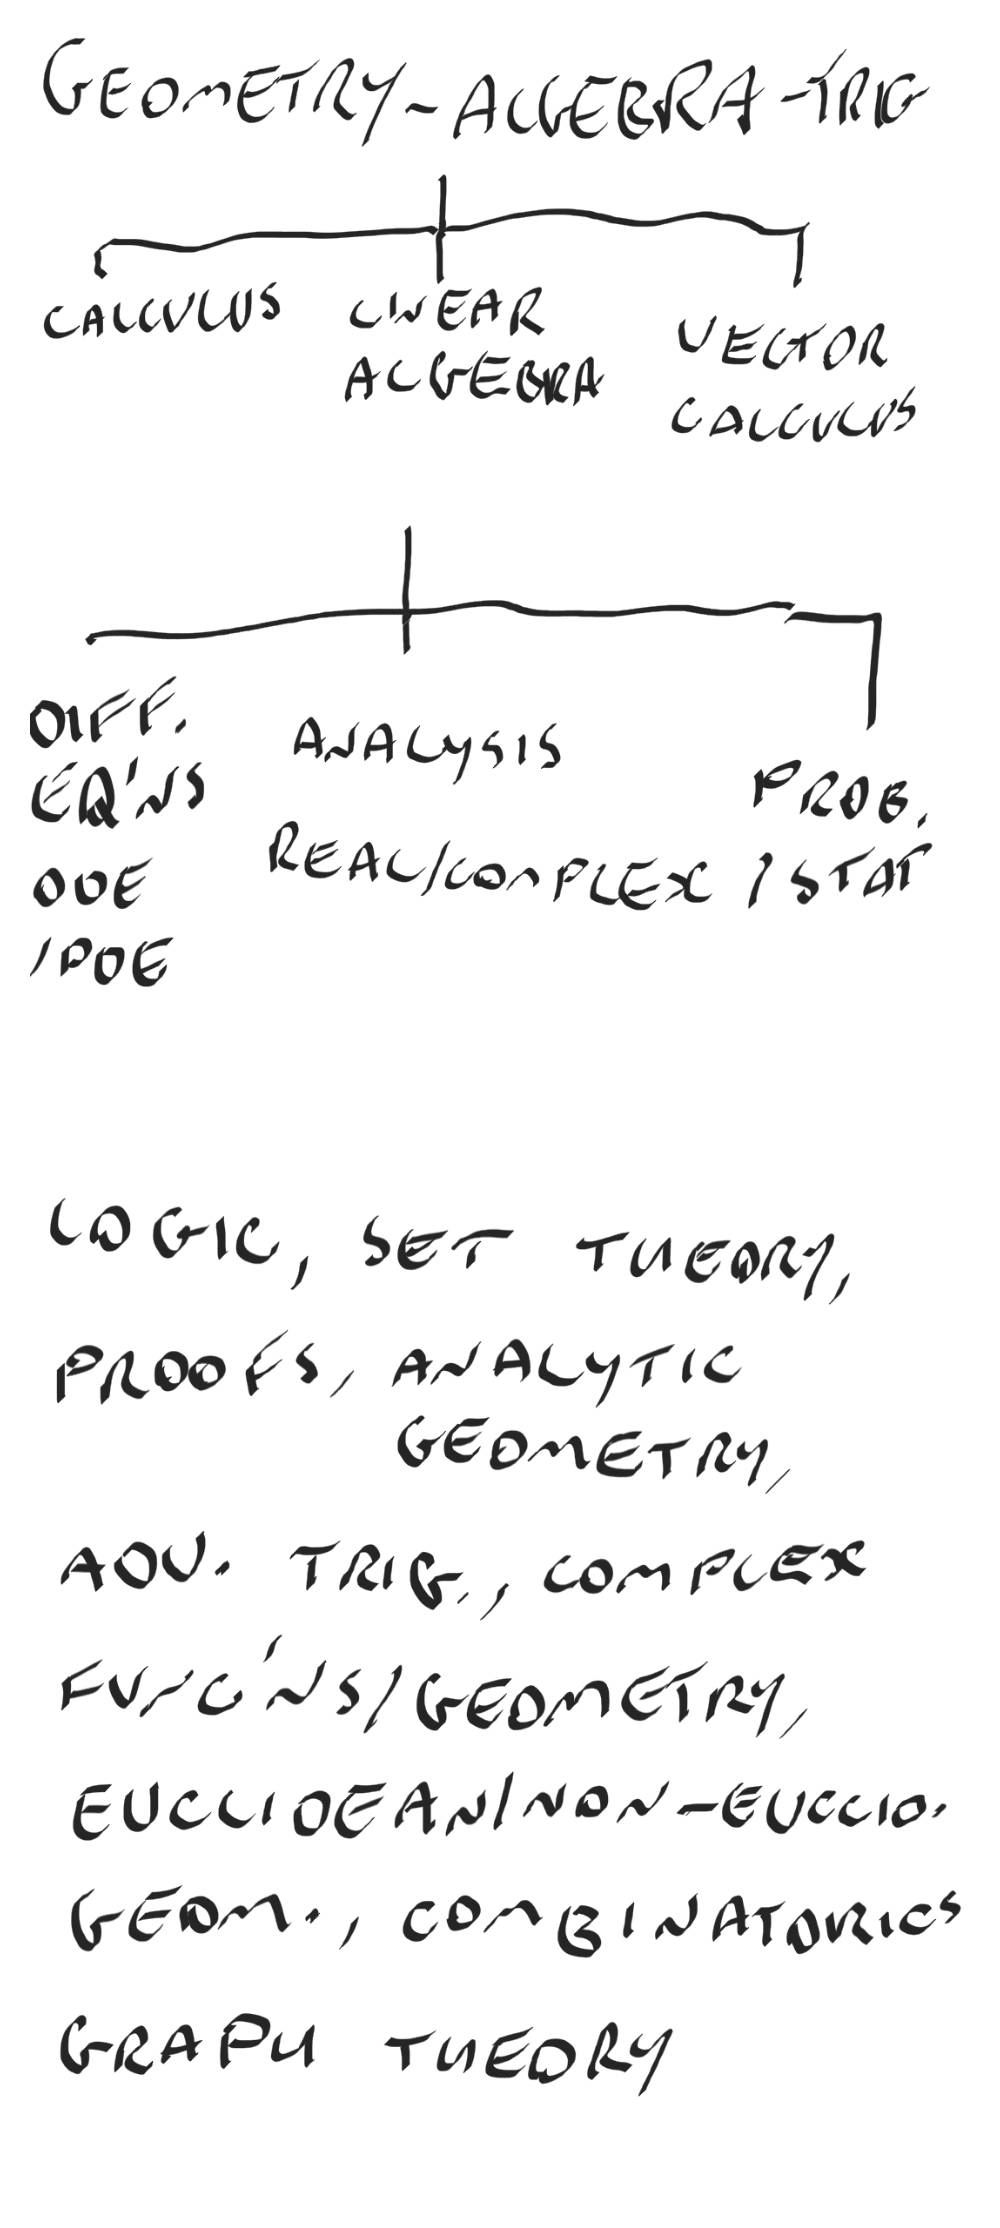 GEOMETRY-ALGEBRA-TRIG
CALCULUS LINEAR ALGEBRA VECTOR CALCULUS
DIFF. EQ'NS ODE /PDE
ANALYSIS REAL/COMPLEX
PROB. / STAT
LOGIC, SET THEORY,
PROOFS, ANALYTIC
GEOMETRY,
ADV. TRIG., COMPLEX
FUNC'NS/GEOMETRY,
EUCLIDEAN/NON-EUCLID.
GEOM., COMBINATORICS
GRAPH THEORY